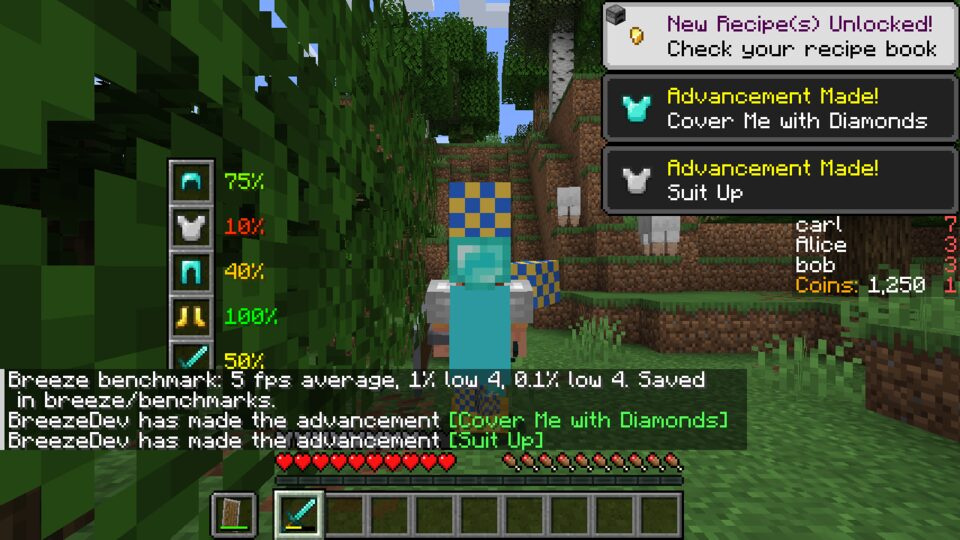 New Recipe(s) Unlocked!
Check your recipe book
Advancement Made!
Cover Me with Diamonds
Advancement Made!
Suit Up
75%
10%
40%
100%
50%
carl 7
Alice 3
bob 3
Coins: 1,250 1
Breeze benchmark: 5 fps average, 1% low 4, 0.1% low 4. Saved
in breeze/benchmarks.
BreezeDev has made the advancement [Cover Me with Diamonds]
BreezeDev has made the advancement [Suit Up]